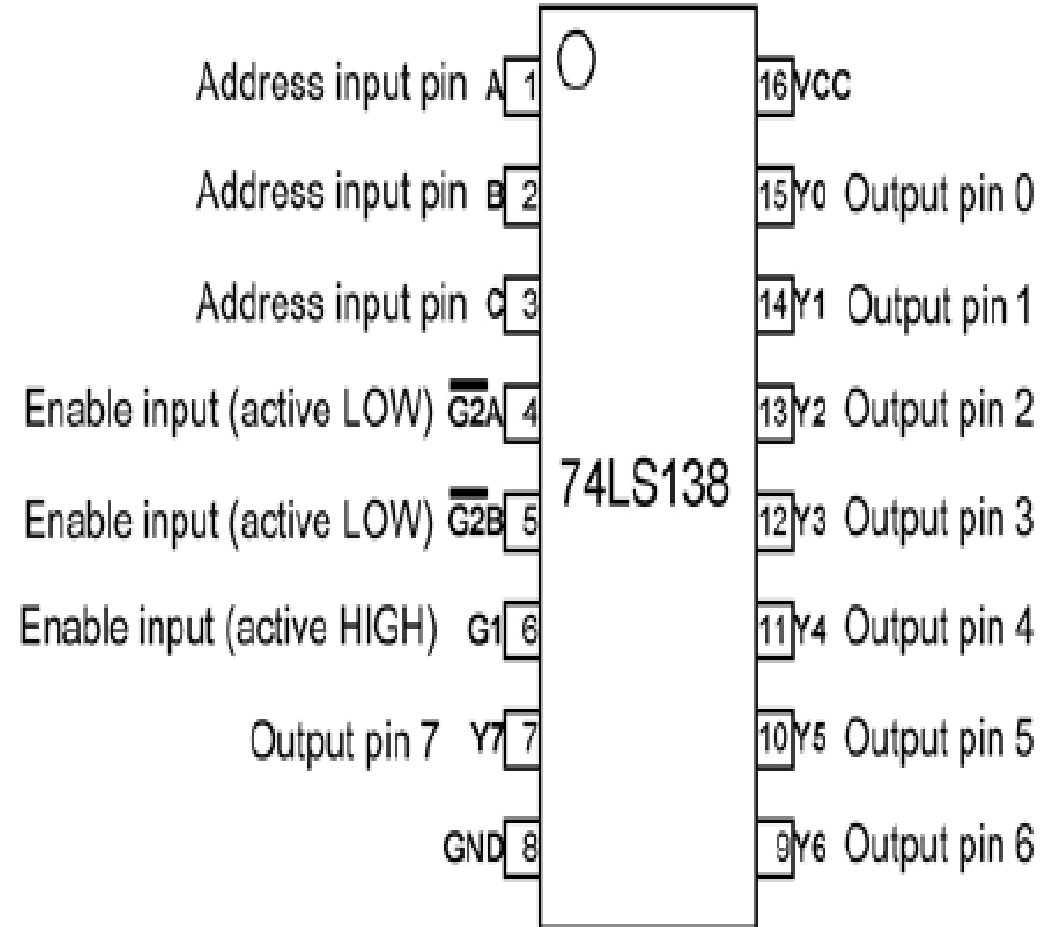 Address input pin A 1
Address input pin B 2
Address input pin C 3
Enable input (active LOW) G̅2̅A 4
Enable input (active LOW) G̅2̅B 5
Enable input (active HIGH) G1 6
Output pin 7 Y7 7
GND 8
74LS138
16 VCC
15 Y0 Output pin 0
14 Y1 Output pin 1
13 Y2 Output pin 2
12 Y3 Output pin 3
11 Y4 Output pin 4
10 Y5 Output pin 5
9 Y6 Output pin 6